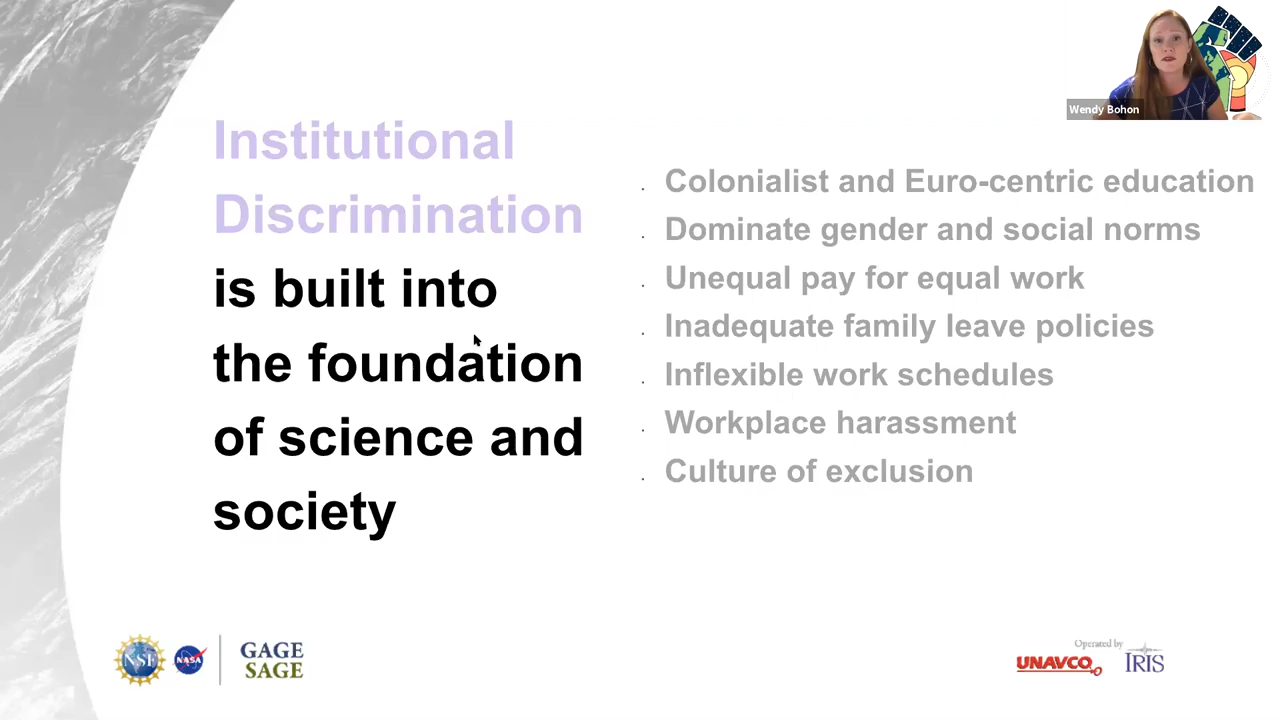 Wendy Bohon
Institutional
Discrimination
is built into
the foundation
of science and
society
. Colonialist and Euro-centric education
. Dominate gender and social norms
. Unequal pay for equal work
. Inadequate family leave policies
. Inflexible work schedules
. Workplace harassment
. Culture of exclusion
NSF
NASA
GAGE
SAGE
Operated by
UNAVCO
IRIS